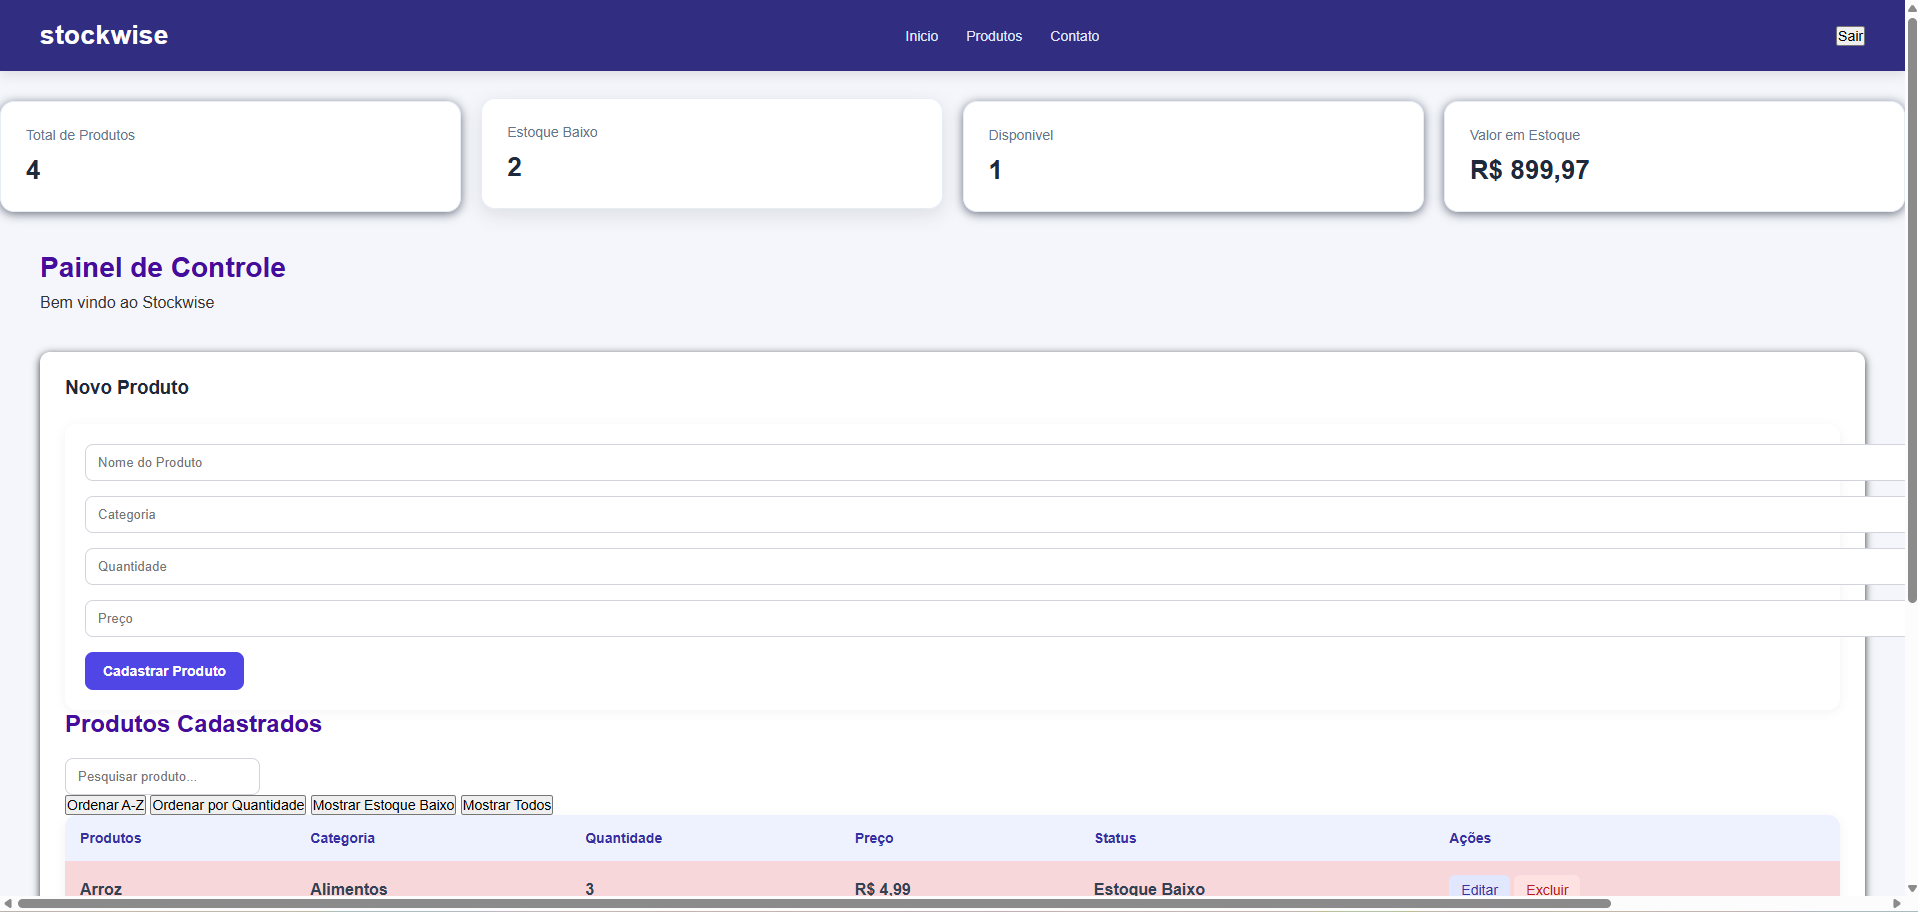 stockwise
Inicio Produtos Contato
Sair
Total de Produtos
4
Estoque Baixo
2
Disponivel
1
Valor em Estoque
R$ 899,97
Painel de Controle
Bem vindo ao Stockwise
Novo Produto
Nome do Produto
Categoria
Quantidade
Preço
Cadastrar Produto
Produtos Cadastrados
Pesquisar produto...
Ordenar A-Z Ordenar por Quantidade Mostrar Estoque Baixo Mostrar Todos
Produtos Categoria Quantidade Preço Status Ações
Arroz Alimentos 3 R$ 4,99 Estoque Baixo Editar Excluir